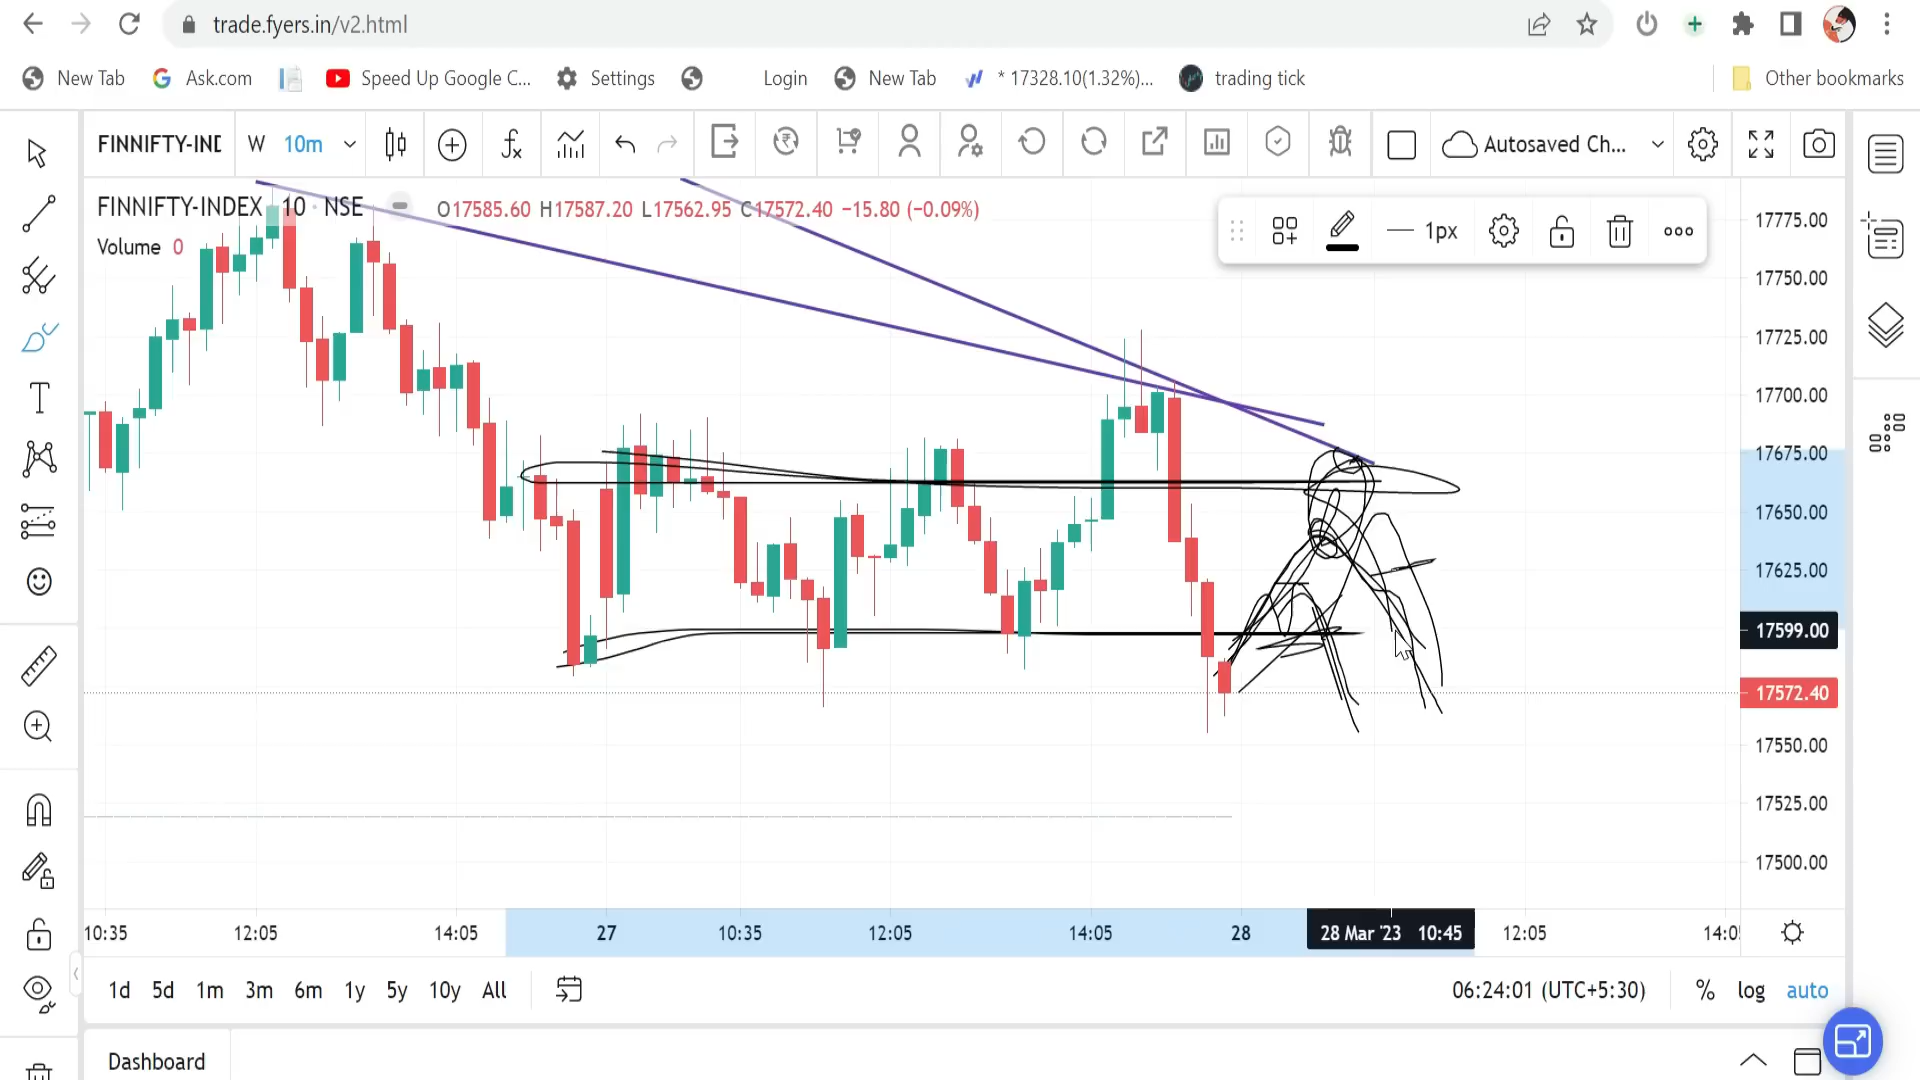 trade.fyers.in/v2.html
New Tab Ask.com Speed Up Google C... Settings Login New Tab * 17328.10(1.32%)... trading tick Other bookmarks
FINNIFTY-INE W 10m Autosaved Ch...
FINNIFTY-INDEX · 10 · NSE O17585.60 H17587.20 L17562.95 C17572.40 −15.80 (−0.09%)
1px
Volume 0
17775.00
17750.00
17725.00
17700.00
17675.00
17650.00
17625.00
17599.00
17572.40
17550.00
17525.00
17500.00
10:35 12:05 14:05 27 10:35 12:05 14:05 28 28 Mar '23 10:45 12:05 14:0
1d 5d 1m 3m 6m 1y 5y 10y All 06:24:01 (UTC+5:30) % log auto
Dashboard